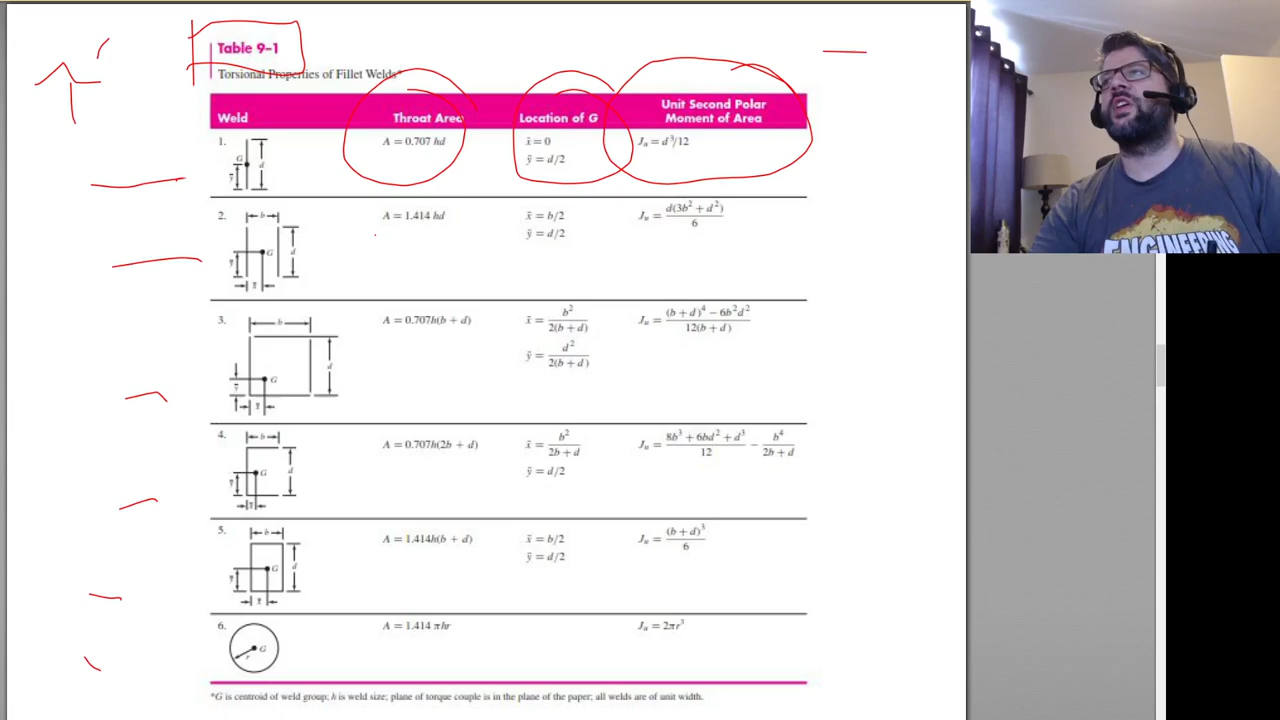 Table 9–1
Torsional Properties of Fillet Welds*
Weld Throat Area Location of G Unit Second Polar Moment of Area
1. G d ȳ A = 0.707 hd x̄ = 0 J_u = d³/12
ȳ = d/2
2. b G d ȳ x̄ A = 1.414 hd x̄ = b/2 J_u = d(3b² + d²)/6
ȳ = d/2
3. b G d ȳ x̄ A = 0.707h(b + d) x̄ = b²/2(b + d) J_u = (b + d)⁴ − 6b²d²/12(b + d)
ȳ = d²/2(b + d)
4. b G d ȳ x̄ A = 0.707h(2b + d) x̄ = b²/2b + d J_u = 8b³ + 6bd² + d³/12 − b⁴/2b + d
ȳ = d/2
5. b G d ȳ x̄ A = 1.414h(b + d) x̄ = b/2 J_u = (b + d)³/6
ȳ = d/2
6. G r A = 1.414 πhr J_u = 2πr³
*G is centroid of weld group; h is weld size; plane of torque couple is in the plane of the paper; all welds are of unit width.
ENGINEERING